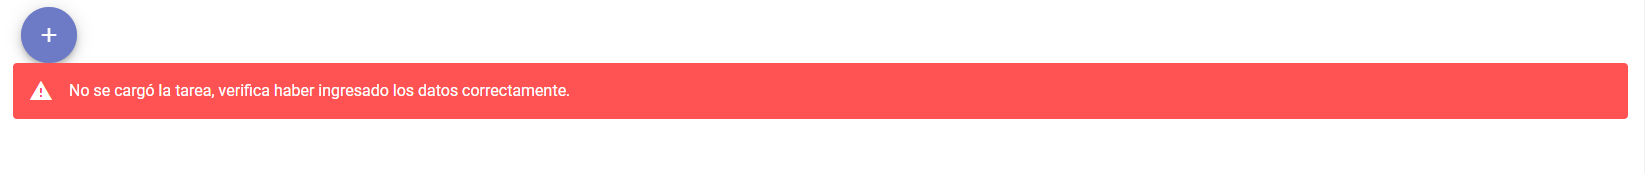 No se cargó la tarea, verifica haber ingresado los datos correctamente.